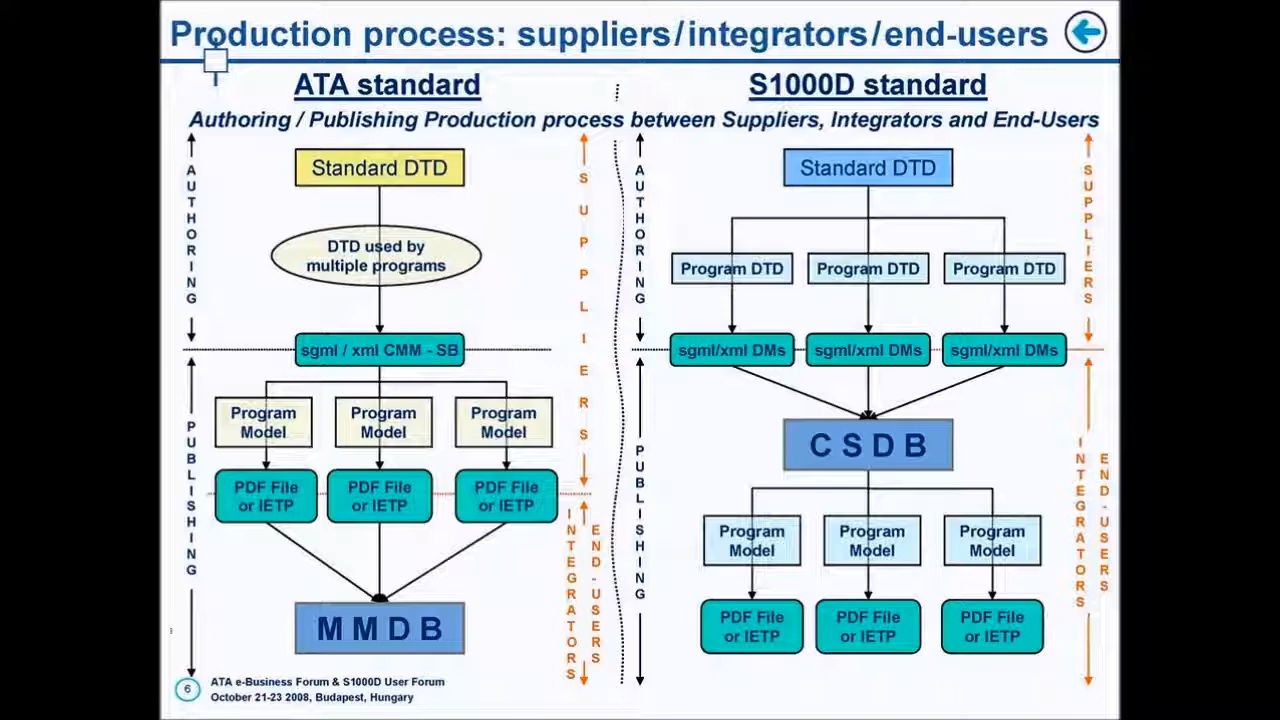 Production process: suppliers/integrators/end-users
ATA standard
S1000D standard
Authoring / Publishing Production process between Suppliers, Integrators and End-Users
AUTHORING
Standard DTD
DTD used by
multiple programs
sgml / xml CMM - SB
PUBLISHING
Program
Model
Program
Model
Program
Model
PDF File
or IETP
PDF File
or IETP
PDF File
or IETP
MMDB
SUPPLIERS
INTEGRATORS
END-USERS
AUTHORING
Standard DTD
Program DTD
Program DTD
Program DTD
sgml/xml DMs
sgml/xml DMs
sgml/xml DMs
PUBLISHING
CSDB
Program
Model
Program
Model
Program
Model
PDF File
or IETP
PDF File
or IETP
PDF File
or IETP
SUPPLIERS
INTEGRATORS
END-USERS
6
ATA e-Business Forum & S1000D User Forum
October 21-23 2008, Budapest, Hungary